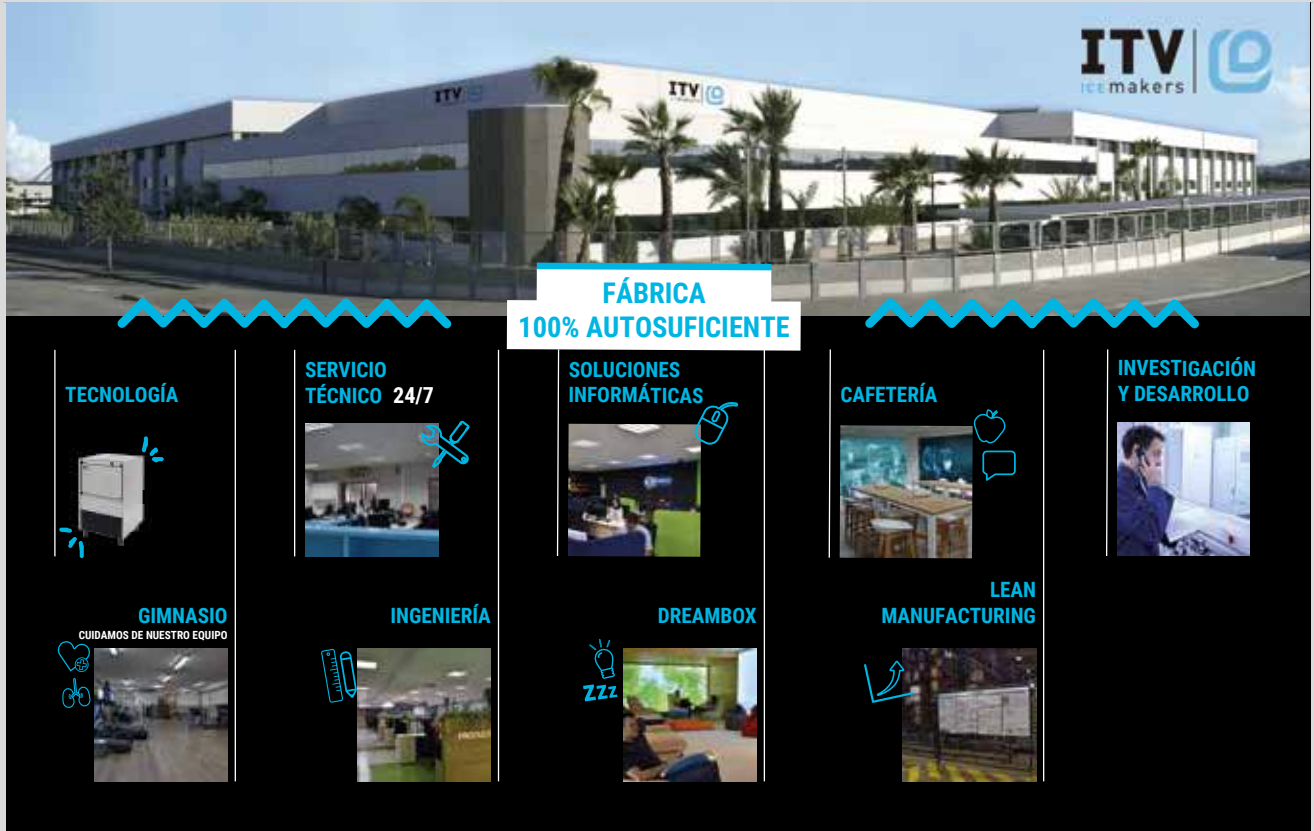 ITV
ICEmakers
ITV
ITV
FÁBRICA
100% AUTOSUFICIENTE
TECNOLOGÍA
SERVICIO
TÉCNICO 24/7
SOLUCIONES
INFORMÁTICAS
CAFETERÍA
INVESTIGACIÓN
Y DESARROLLO
GIMNASIO
CUIDAMOS DE NUESTRO EQUIPO
INGENIERÍA
DREAMBOX
ZZZ
LEAN
MANUFACTURING